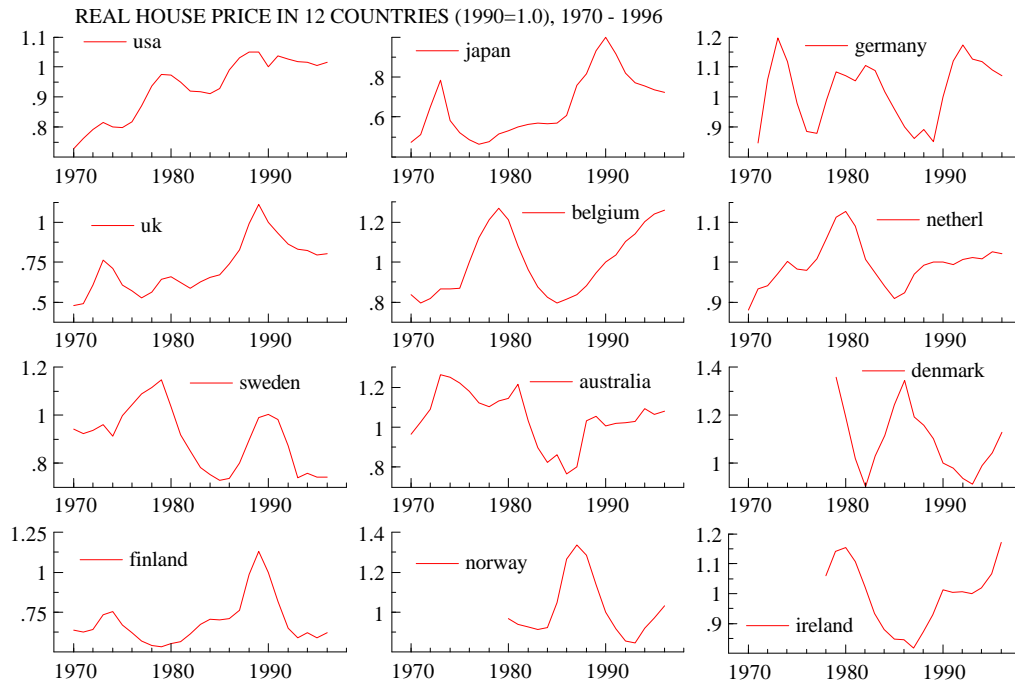 REAL HOUSE PRICE IN 12 COUNTRIES (1990=1.0), 1970 - 1996
usa
1.1
1
.9
.8
1970 1980 1990
japan
.8
.6
1970 1980 1990
germany
1.2
1.1
1
.9
1970 1980 1990
uk
1
.75
.5
1970 1980 1990
belgium
1.2
1
.8
1970 1980 1990
netherl
1.1
1
.9
1970 1980 1990
sweden
1.2
1
.8
1970 1980 1990
australia
1.2
1
.8
1970 1980 1990
denmark
1.4
1.2
1
1970 1980 1990
finland
1.25
1
.75
1970 1980 1990
norway
1.4
1.2
1
1970 1980 1990
ireland
1.2
1.1
1
.9
1970 1980 1990